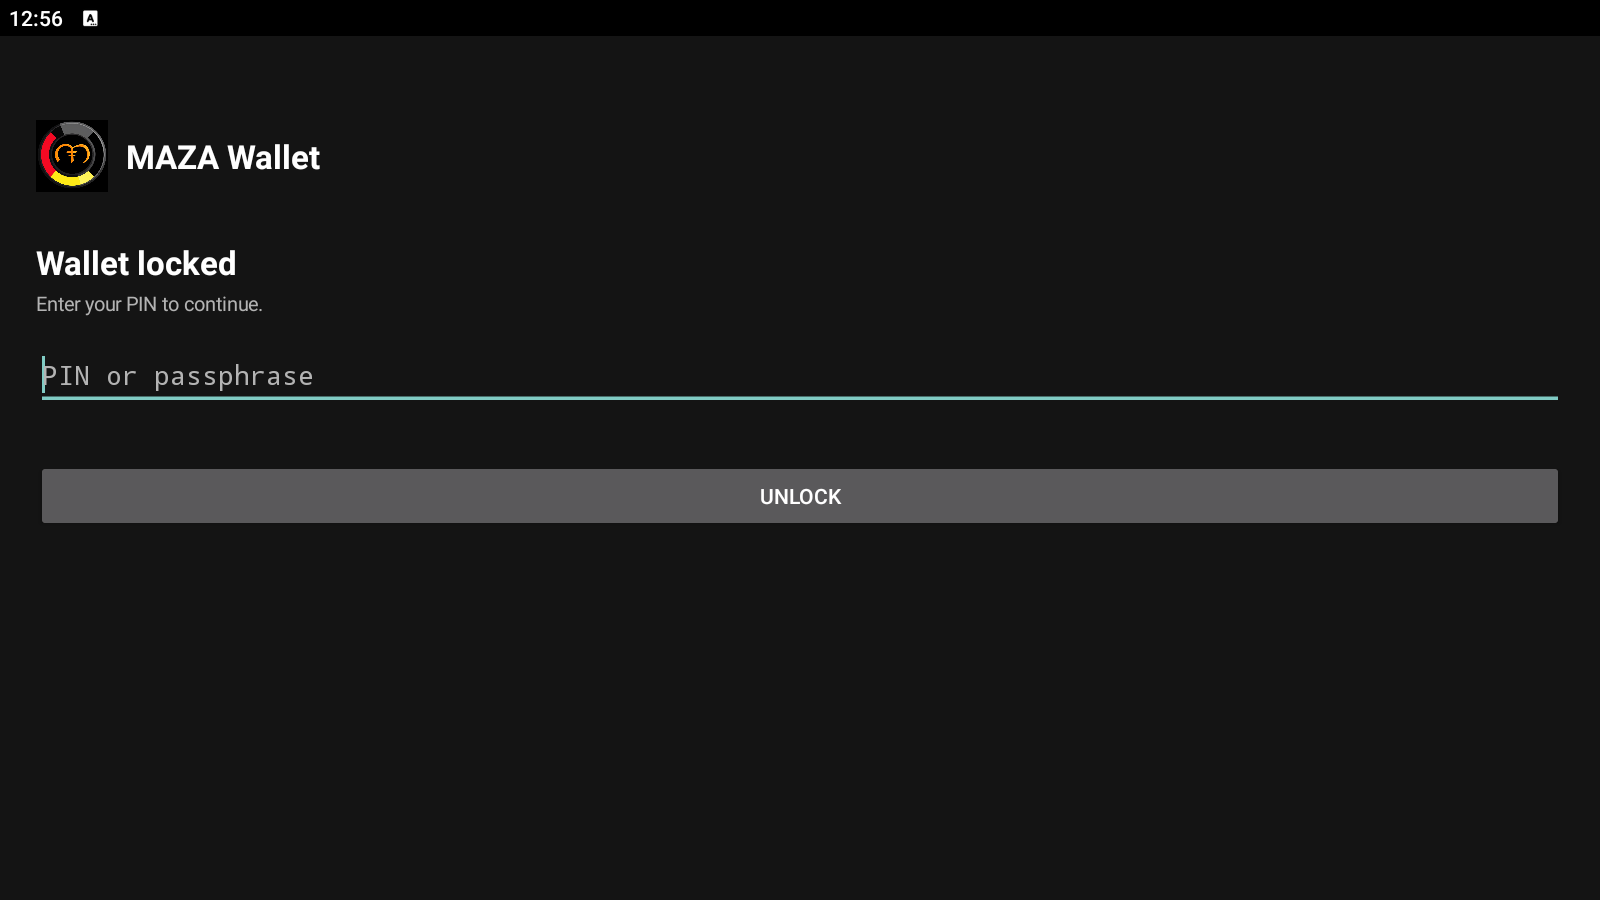 12:56
MAZA Wallet
Wallet locked
Enter your PIN to continue.
PIN or passphrase
UNLOCK